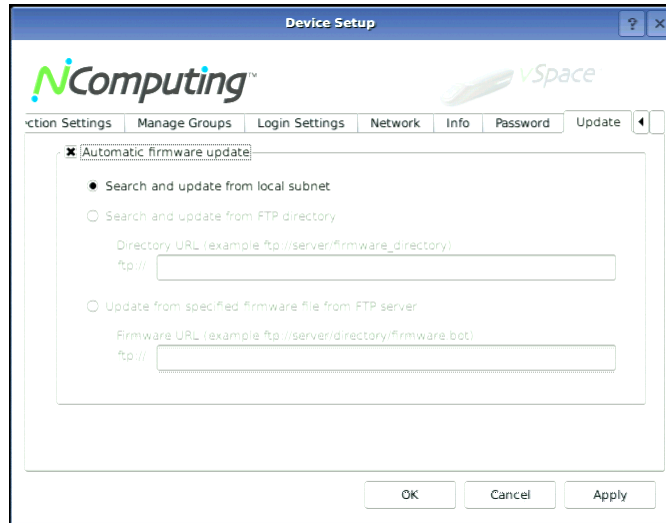 Device Setup
NComputing™
vSpace
ction Settings Manage Groups Login Settings Network Info Password Update
Automatic firmware update
Search and update from local subnet
Search and update from FTP directory
Directory URL (example ftp://server/firmware_directory)
ftp://
Update from specified firmware file from FTP server
Firmware URL (example ftp://server/directory/firmware.bot)
ftp://
OK Cancel Apply